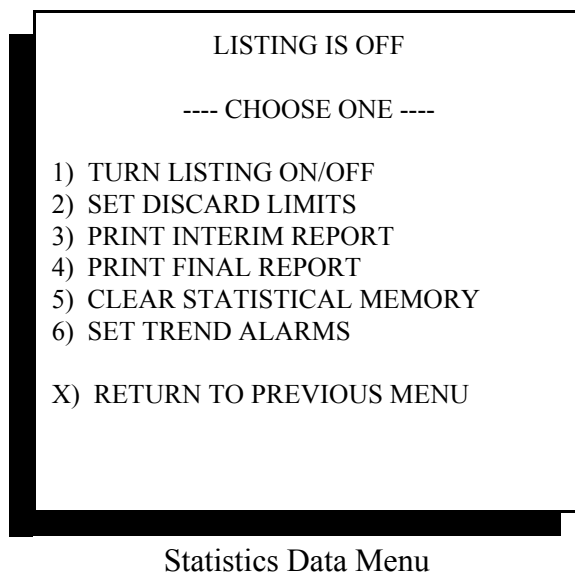 LISTING IS OFF
---- CHOOSE ONE ----
1) TURN LISTING ON/OFF
2) SET DISCARD LIMITS
3) PRINT INTERIM REPORT
4) PRINT FINAL REPORT
5) CLEAR STATISTICAL MEMORY
6) SET TREND ALARMS
X) RETURN TO PREVIOUS MENU
Statistics Data Menu